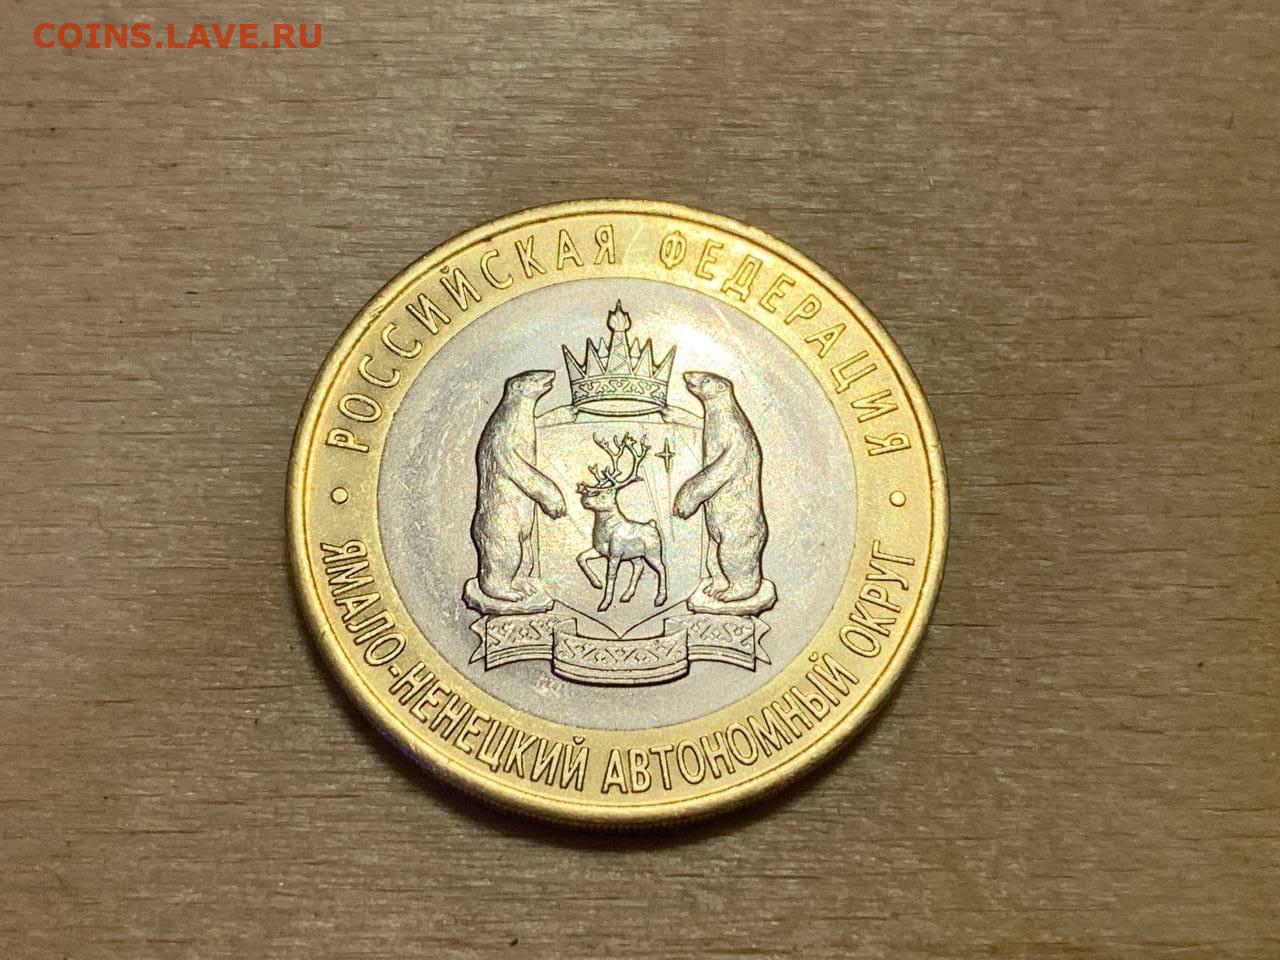 COINS.LAVE.RU
РОССИЙСКАЯ ФЕДЕРАЦИЯ
ЯМАЛО-НЕНЕЦКИЙ АВТОНОМНЫЙ ОКРУГ